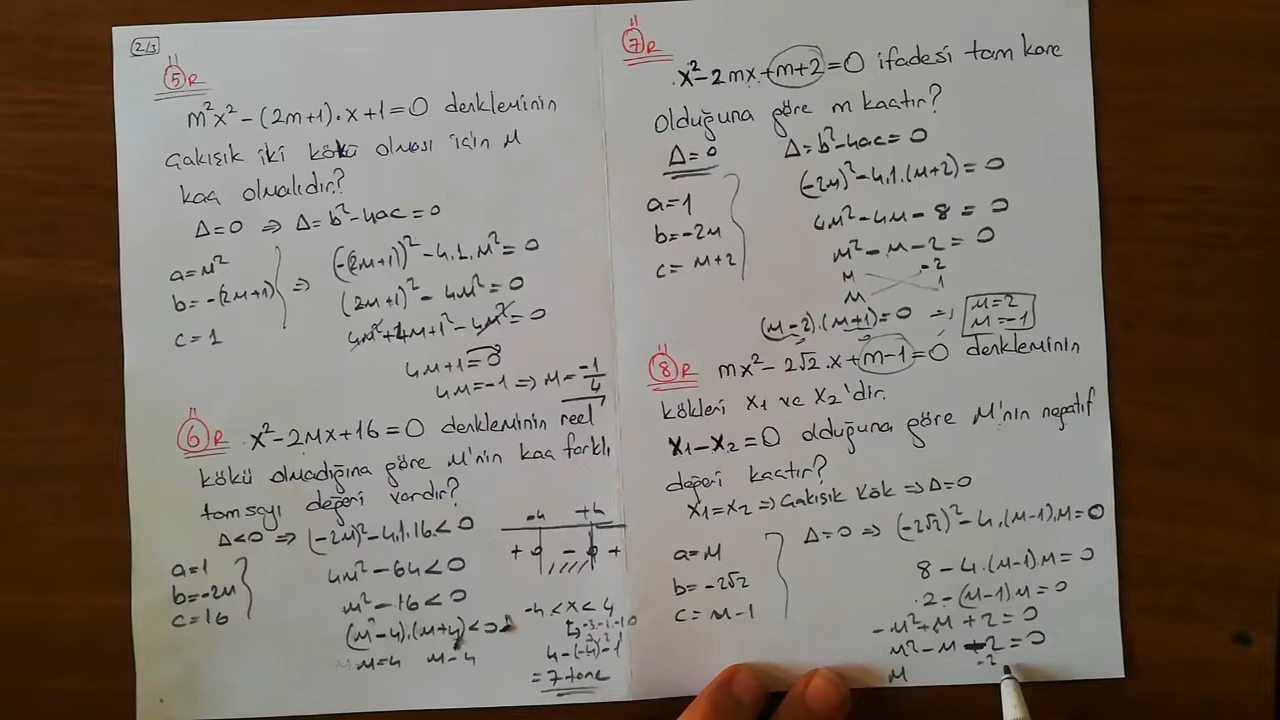 2/3
5 R
m²x² - (2m+1).x + 1 = 0 denkleminin
Çakışık iki kökü olması için M
kaç olmalıdır?
Δ=0 ⇒ Δ = b² - 4ac = 0
a = M²
b = -(2M+1)
c = 1
⇒ (-(2M+1))² - 4.1.M² = 0
(2M+1)² - 4M² = 0
4M² + 4M + 1² - 4M² = 0
4M+1 = 0
4M = -1 ⇒ M = -1/4
6 R
x² - 2Mx + 16 = 0 denkleminin reel
kökü olmadığına göre M'nin kaç farklı
tam sayı değeri vardır?
Δ<0 ⇒ (-2M)² - 4.1.16 < 0
a=1
b=-2M
c=16
4M² - 64 < 0
M² - 16 < 0
(M-4).(M+4) < 0
M=4 M-4
-4 +4
+ - +
-4 < x < 4
4-(-4)-1
= 7 tane
7 R
x² - 2mx + m+2 = 0 ifadesi tam kare
olduğuna göre m kaçtır?
Δ=0
Δ = b² - 4ac = 0
a=1
b=-2M
c= M+2
(-2M)² - 4.1.(M+2) = 0
4M² - 4M - 8 = 0
M² - M - 2 = 0
M -2
M 1
(M-2).(M+1) = 0 ⇒ M=2
M=-1
8 R
mx² - 2√2.x + m-1 = 0 denkleminin
kökleri x1 ve x2'dir.
x1 - x2 = 0 olduğuna göre M'nin negatif
değeri kaçtır?
x1 = x2 ⇒ Çakışık kök ⇒ Δ=0
a = M
b = -2√2
c = M-1
Δ=0 ⇒ (-2√2)² - 4.(M-1).M = 0
8 - 4.(M-1).M = 0
2 - (M-1).M = 0
-M² + M + 2 = 0
M² - M - 2 = 0
M -2